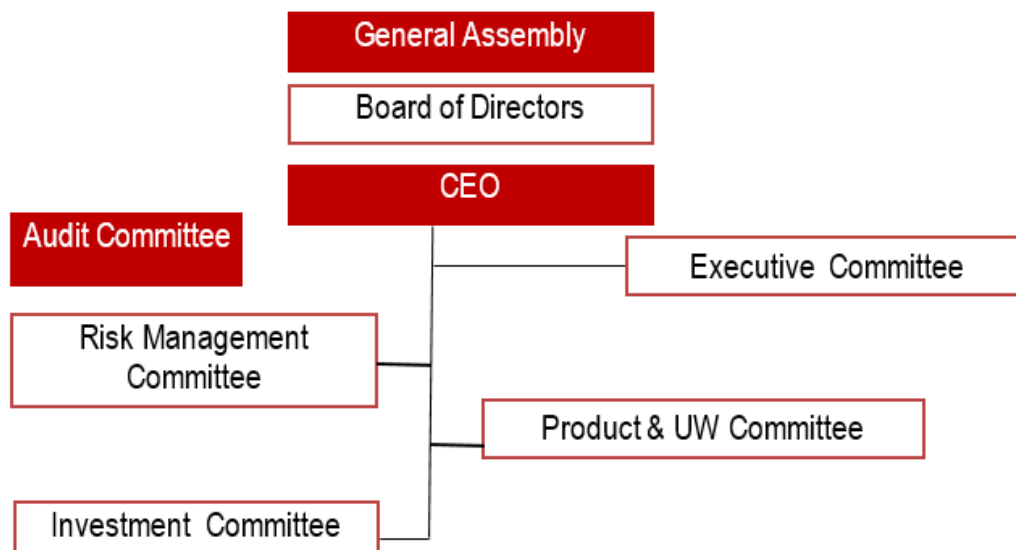 General Assembly
Board of Directors
CEO
Audit Committee
Executive Committee
Risk Management
Committee
Product & UW Committee
Investment Committee